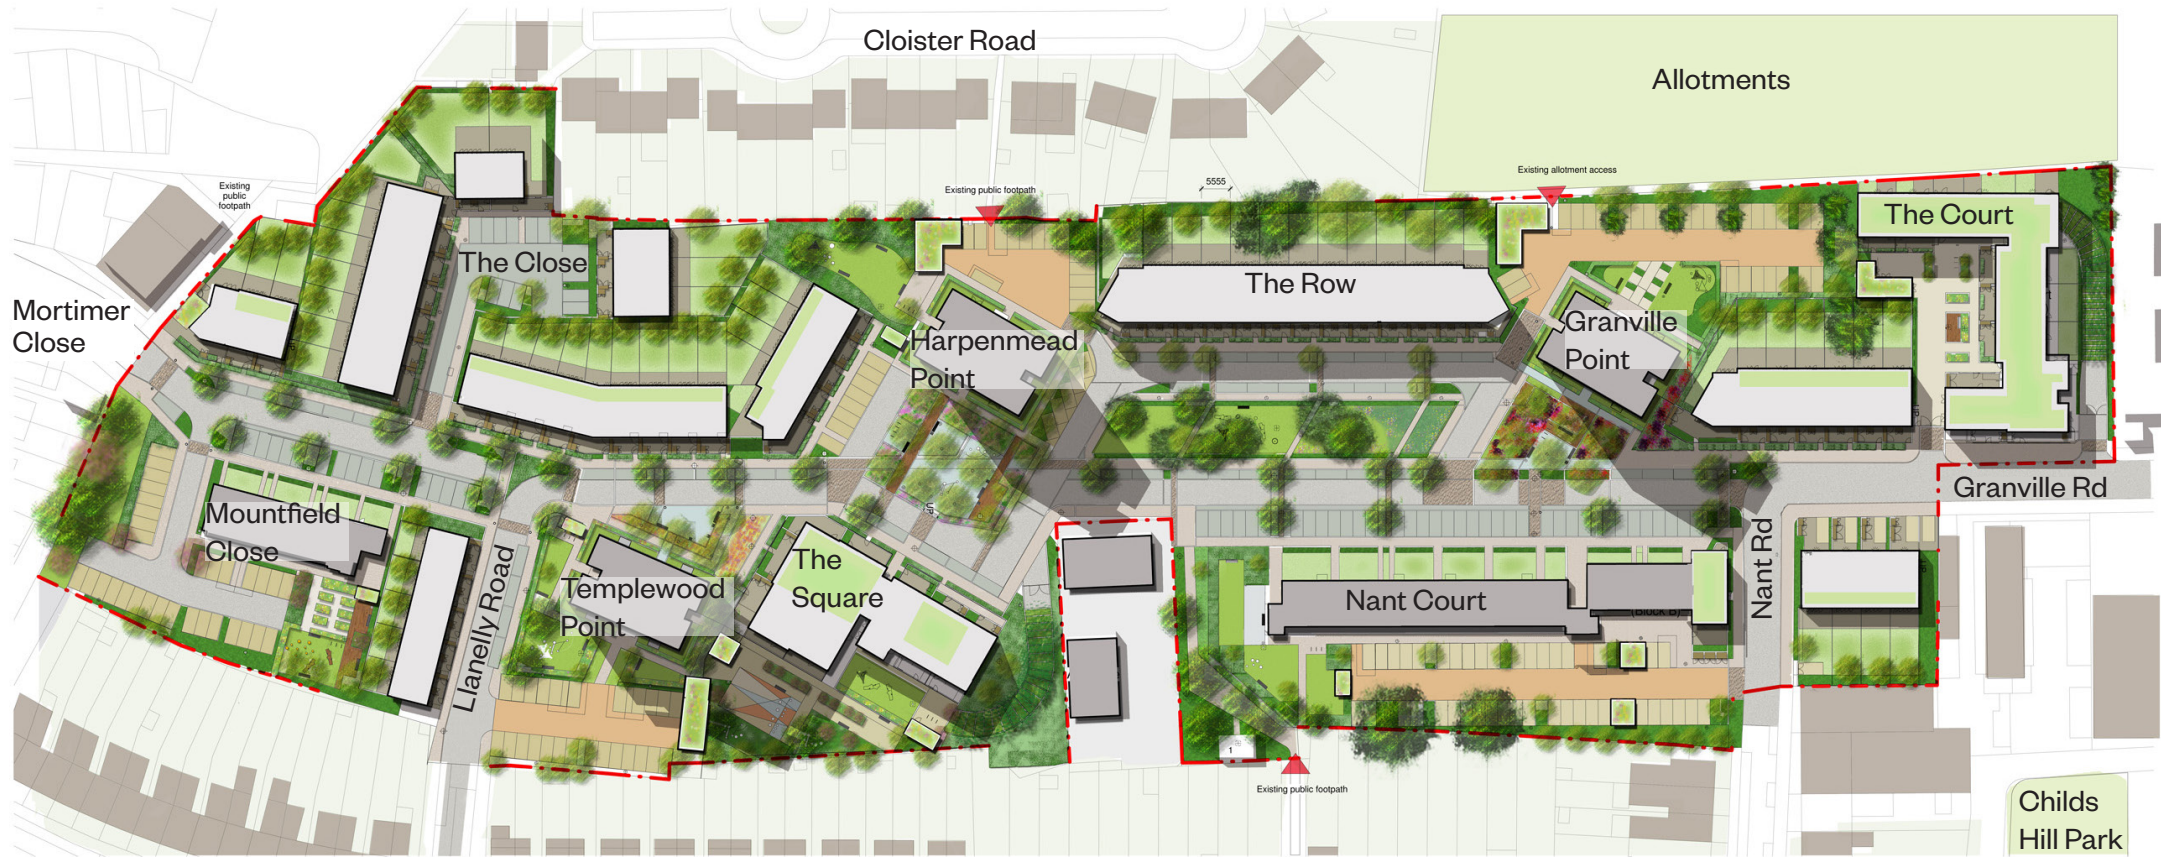 Cloister Road
Allotments
Existing
public
footpath
Existing public footpath
5555
Existing allotment access
The Court
The Close
The Row
Mortimer
Close
Harpenmead
Point
Granville
Point
Mountfield
Close
Granville Rd
Llanelly Road
Templewood
Point
The
Square
UP
Nant Court
(Block B)
Nant Rd
1
Existing public footpath
Childs
Hill Park